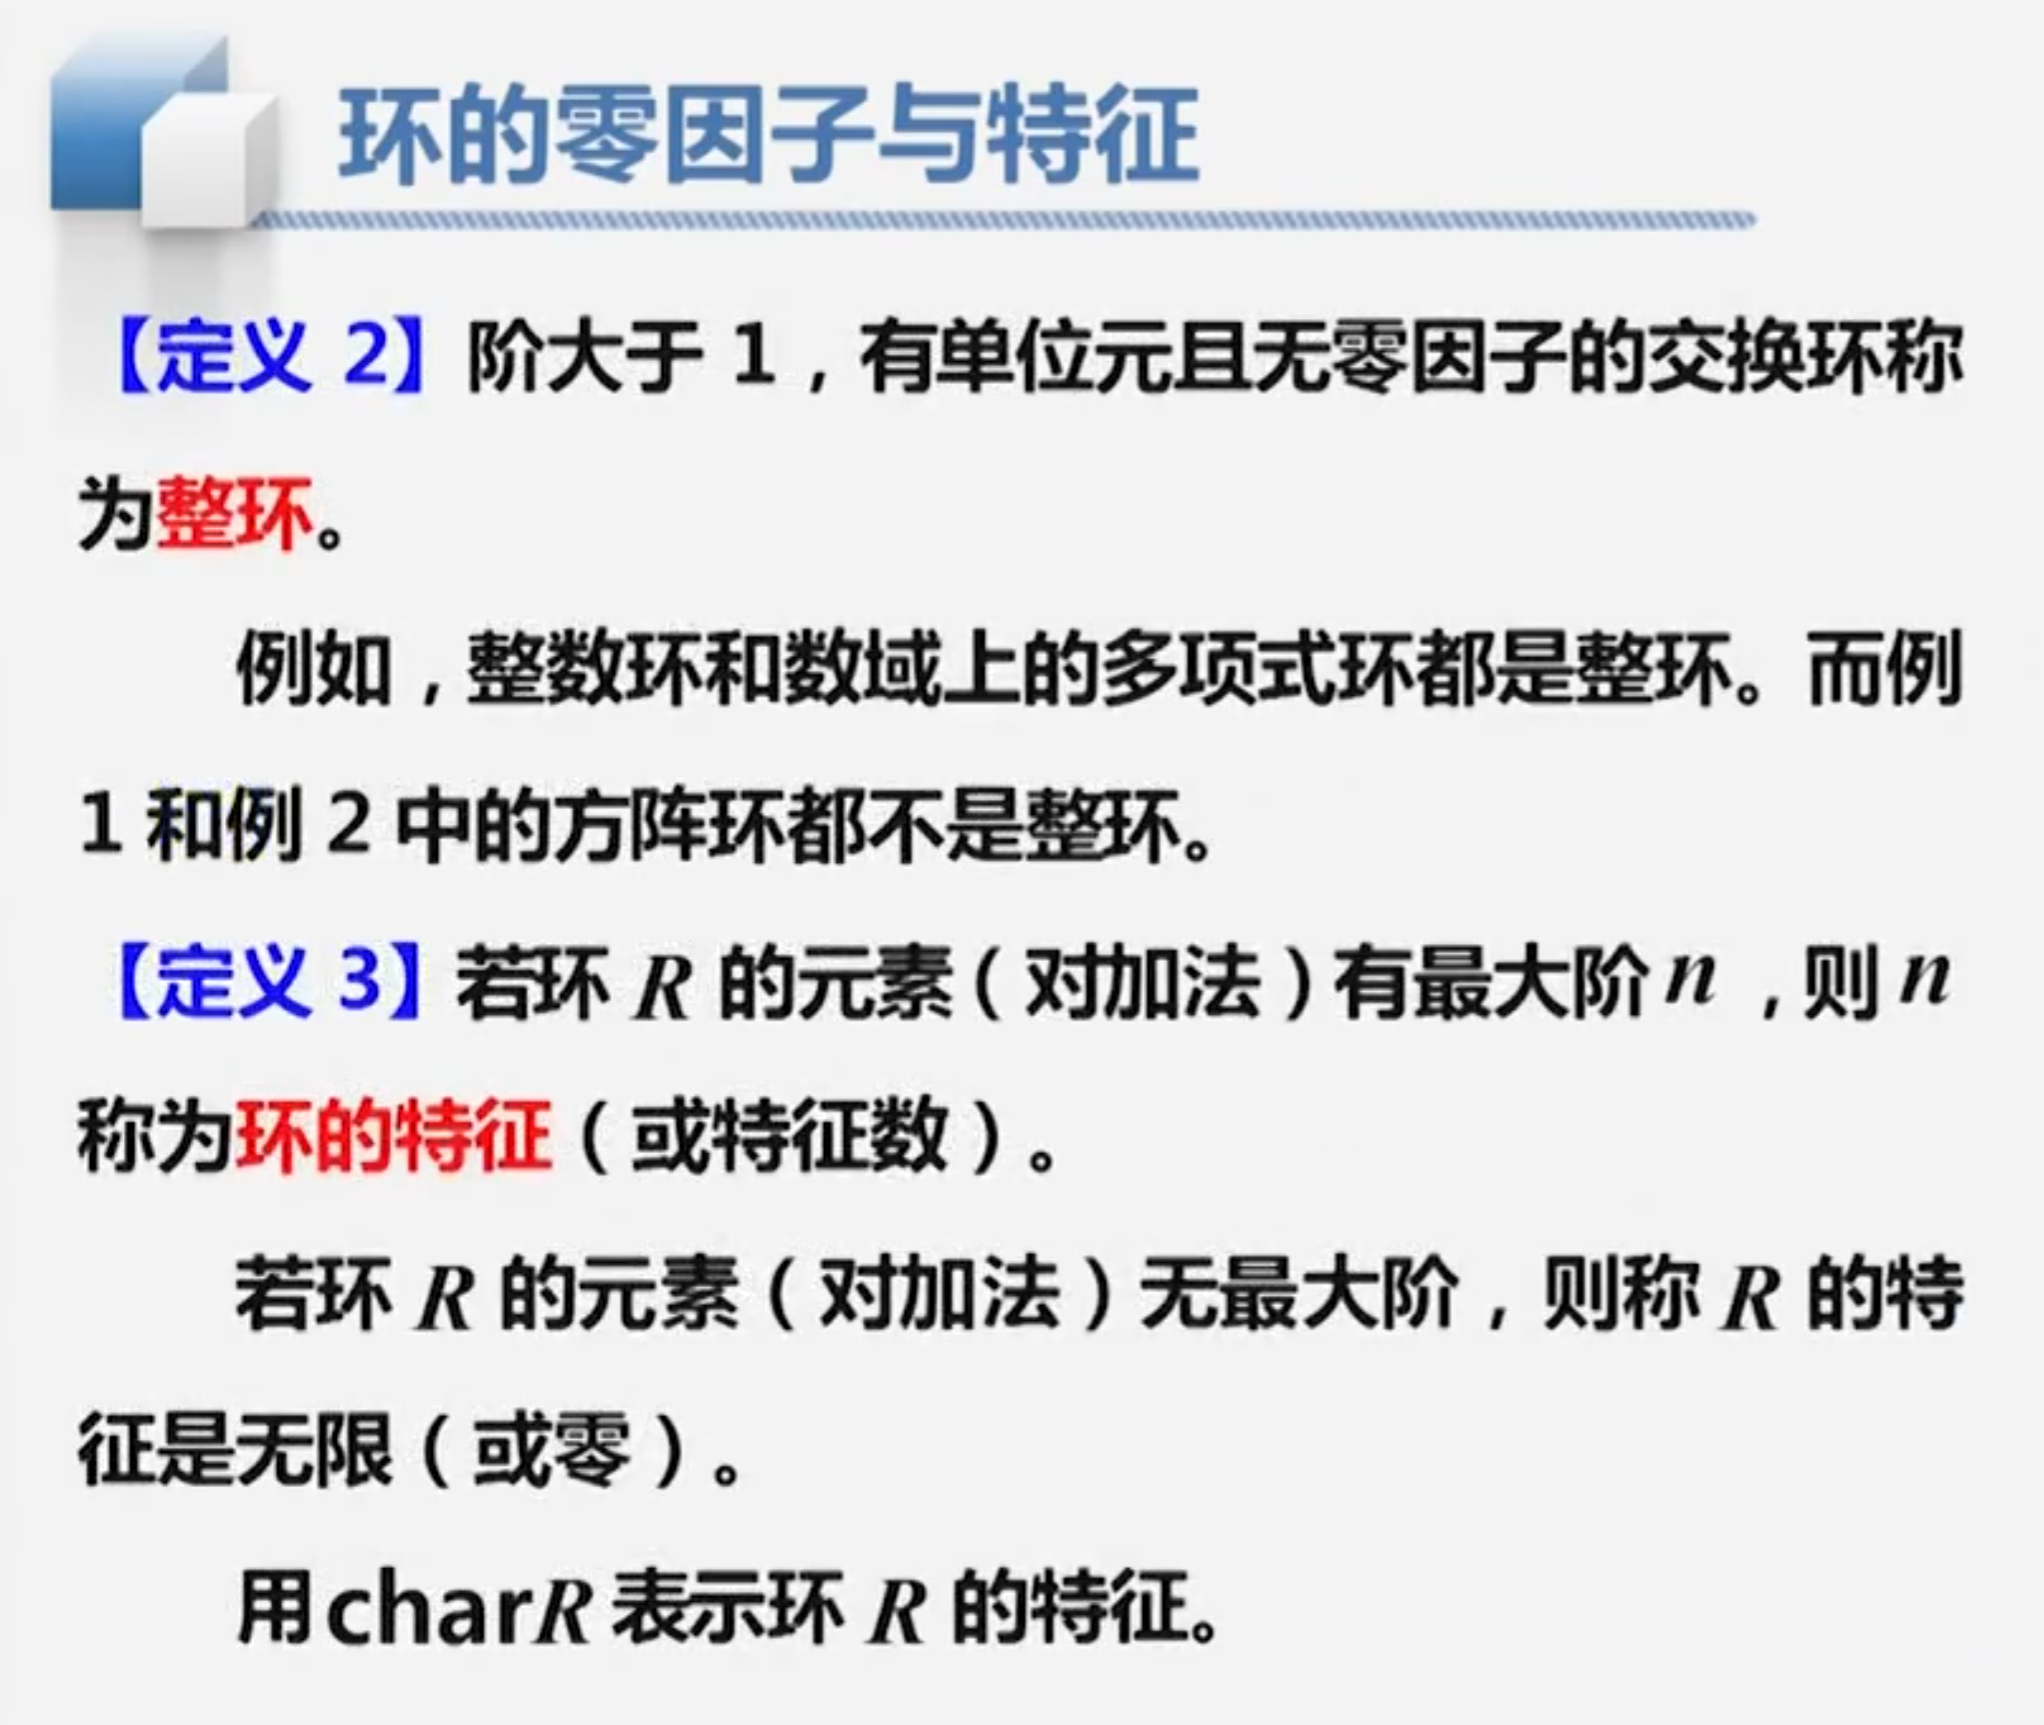 环的零因子与特征
【定义 2】阶大于 1，有单位元且无零因子的交换环称
为整环。
例如，整数环和数域上的多项式环都是整环。而例
1 和例 2 中的方阵环都不是整环。
【定义 3】若环 R 的元素（对加法）有最大阶 n ，则 n
称为环的特征（或特征数）。
若环 R 的元素（对加法）无最大阶，则称 R 的特
征是无限（或零）。
用charR 表示环 R 的特征。